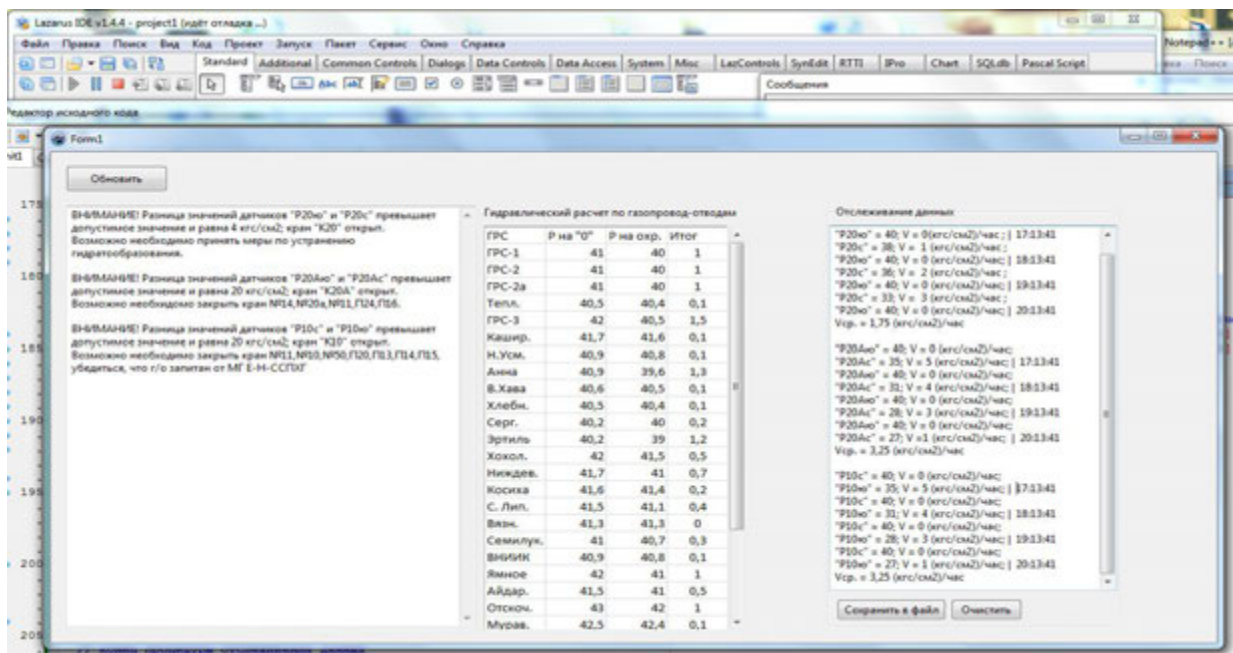 Lazarus IDE v1.4.4 - project1 (идёт отладка ...)
Файл Правка Поиск Вид Код Проект Запуск Пакет Сервис Окно Справка
Notepad++
Standard Additional Common Controls Dialogs Data Controls Data Access System Misc LazControls SynEdit RTTI IPro Chart SQLdb Pascal Script
Поиск
Сообщения
Редактор исходного кода
Form1
Обновить
175
180
185
190
195
200
205
ВНИМАНИЕ! Разница значений датчиков "Р20ю" и "Р20с" превышает
допустимое значение и равна 4 кгс/см2; кран "К20" открыт.
Возможно необходимо принять меры по устранению
гидратообразования.
ВНИМАНИЕ! Разница значений датчиков "Р20Аю" и "Р20Ас" превышает
допустимое значение и равна 20 кгс/см2; кран "К20А" открыт.
Возможно необходимо закрыть кран №14,№20а,№11,П24,П16.
ВНИМАНИЕ! Разница значений датчиков "Р10с" и "Р10ю" превышает
допустимое значение и равна 20 кгс/см2; кран "К10" открыт.
Возможно необходимо закрыть кран №11,№10,№50,П20,П13,П14,П15,
убедиться, что г/о запитан от МГ Е-Н-ССПХГ
Гидравлический расчет по газопровод-отводам
ГРС Р на "0" Р на охр. Итог
ГРС-1 41 40 1
ГРС-2 41 40 1
ГРС-2а 41 40 1
Тепл. 40,5 40,4 0,1
ГРС-3 42 40,5 1,5
Кашир. 41,7 41,6 0,1
Н.Усм. 40,9 40,8 0,1
Анна 40,9 39,6 1,3
В.Хава 40,6 40,5 0,1
Хлебн. 40,5 40,4 0,1
Серг. 40,2 40 0,2
Эртиль 40,2 39 1,2
Хохол. 42 41,5 0,5
Нижнедев. 41,7 41 0,7
Косиха 41,6 41,4 0,2
С. Лип. 41,5 41,1 0,4
Вязн. 41,3 41,3 0
Семилук. 41 40,7 0,3
ВНИИК 40,9 40,8 0,1
Ямное 42 41 1
Айдар. 41,5 41 0,5
Отскоч. 43 42 1
Мурав. 42,5 42,4 0,1
Отслеживание данных
"Р20ю" = 40; V = 0(кгс/см2)/час ; | 17:13:41
"Р20с" = 38; V = 1 (кгс/см2)/час ;
"Р20ю" = 40; V = 0 (кгс/см2)/час | 18:13:41
"Р20с" = 36; V = 2 (кгс/см2)/час ;
"Р20ю" = 40; V = 0 (кгс/см2)/час | 19:13:41
"Р20с" = 33; V = 3 (кгс/см2)/час ;
"Р20ю" = 40; V = 0 (кгс/см2)/час | 20:13:41
Vср. = 1,75 (кгс/см2)/час
"Р20Аю" = 40; V = 0 (кгс/см2)/час;
"Р20Ас" = 35; V = 5 (кгс/см2)/час; | 17:13:41
"Р20Аю" = 40; V = 0 (кгс/см2)/час;
"Р20Ас" = 31; V = 4 (кгс/см2)/час; | 18:13:41
"Р20Аю" = 40; V = 0 (кгс/см2)/час;
"Р20Ас" = 28; V = 3 (кгс/см2)/час; | 19:13:41
"Р20Аю" = 40; V = 0 (кгс/см2)/час;
"Р20Ас" = 27; V =1 (кгс/см2)/час; | 20:13:41
Vср. = 3,25 (кгс/см2)/час
"Р10с" = 40; V = 0 (кгс/см2)/час;
"Р10ю" = 35; V = 5 (кгс/см2)/час; | 17:13:41
"Р10с" = 40; V = 0 (кгс/см2)/час;
"Р10ю" = 31; V = 4 (кгс/см2)/час; | 18:13:41
"Р10с" = 40; V = 0 (кгс/см2)/час;
"Р10ю" = 28; V = 3 (кгс/см2)/час; | 19:13:41
"Р10с" = 40; V = 0 (кгс/см2)/час;
"Р10ю" = 27; V = 1 (кгс/см2)/час; | 20:13:41
Vср. = 3,25 (кгс/см2)/час
Сохранить в файл Очистить